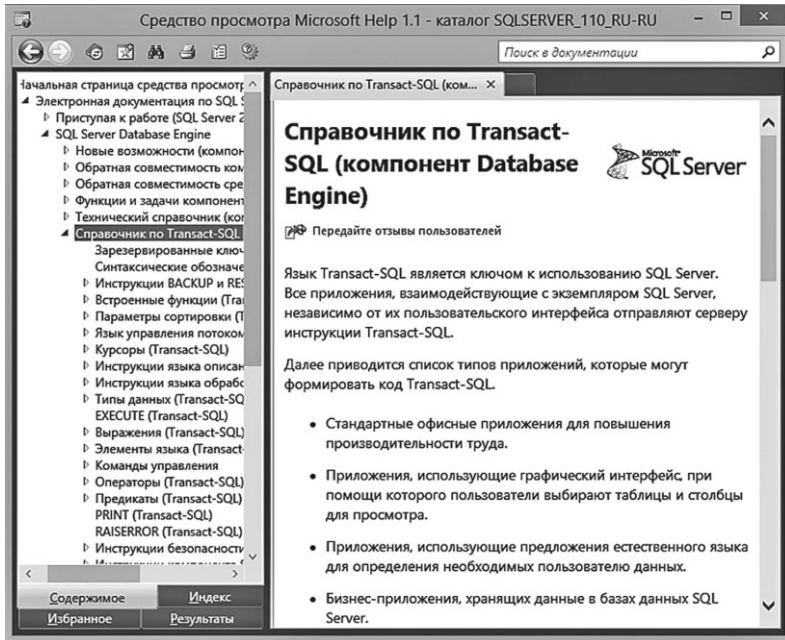 Средство просмотра Microsoft Help 1.1 - каталог SQLSERVER_110_RU-RU
Поиск в документации
Начальная страница средства просмотр
Электронная документация по SQL S
Приступая к работе (SQL Server 2
SQL Server Database Engine
Новые возможности (компон
Обратная совместимость ком
Обратная совместимость сре
Функции и задачи компонент
Технический справочник (ког
Справочник по Transact-SQL
Зарезервированные ключ
Синтаксические обозначе
Инструкции BACKUP и RES
Встроенные функции (Tran
Параметры сортировки (T
Язык управления потоком
Курсоры (Transact-SQL)
Инструкции языка описан
Инструкции языка обрабо
Типы данных (Transact-SQ
EXECUTE (Transact-SQL)
Выражения (Transact-SQL)
Элементы языка (Transact-
Команды управления
Операторы (Transact-SQL)
Предикаты (Transact-SQL)
PRINT (Transact-SQL)
RAISERROR (Transact-SQL)
Инструкции безопасности
Содержимое Индекс
Избранное Результаты
Справочник по Transact-SQL (ком...
Справочник по Transact-
SQL (компонент Database
Engine)
Microsoft
SQL Server
Передайте отзывы пользователей
Язык Transact-SQL является ключом к использованию SQL Server.
Все приложения, взаимодействующие с экземпляром SQL Server,
независимо от их пользовательского интерфейса отправляют серверу
инструкции Transact-SQL.
Далее приводится список типов приложений, которые могут
формировать код Transact-SQL.
• Стандартные офисные приложения для повышения
производительности труда.
• Приложения, использующие графический интерфейс, при
помощи которого пользователи выбирают таблицы и столбцы
для просмотра.
• Приложения, использующие предложения естественного языка
для определения необходимых пользователю данных.
• Бизнес-приложения, хранящих данные в базах данных SQL
Server.